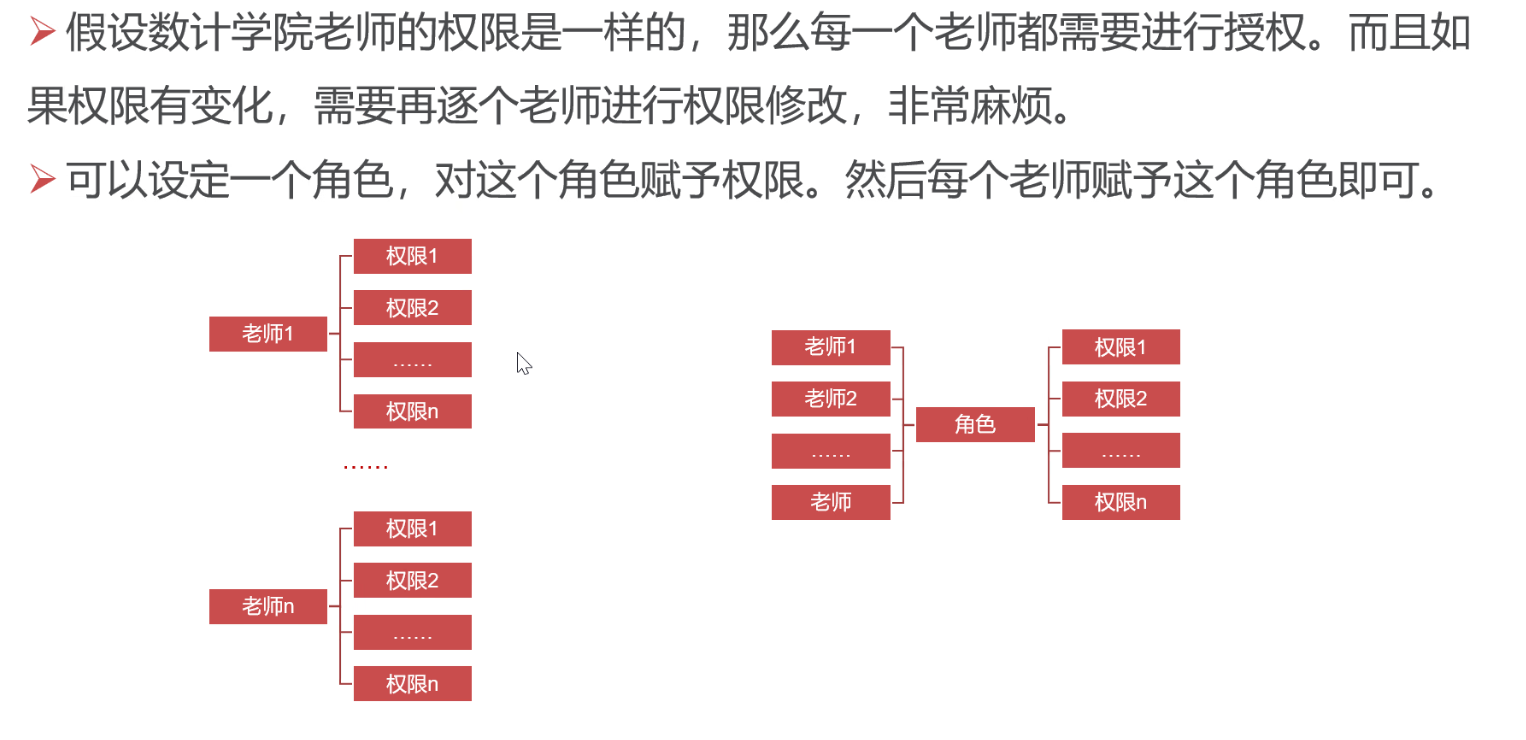 假设数计学院老师的权限是一样的，那么每一个老师都需要进行授权。而且如
果权限有变化，需要再逐个老师进行权限修改，非常麻烦。
可以设定一个角色，对这个角色赋予权限。然后每个老师赋予这个角色即可。
老师1
权限1
权限2
……
权限n
……
老师n
权限1
权限2
……
权限n
老师1
老师2
……
老师
角色
权限1
权限2
……
权限n